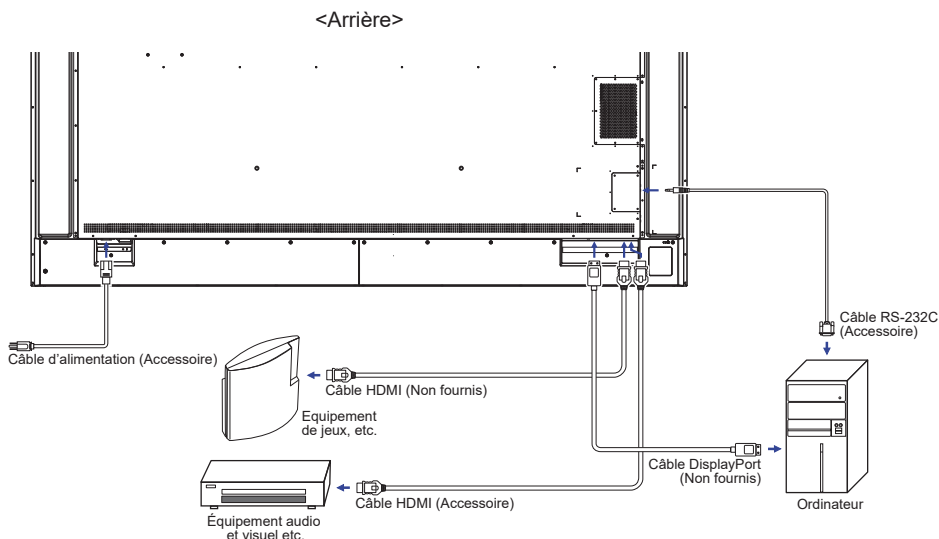 <Arrière>
Câble RS-232C
(Accessoire)
Câble d'alimentation (Accessoire)
Câble HDMI (Non fournis)
Equipement
de jeux, etc.
Câble DisplayPort
(Non fournis)
Câble HDMI (Accessoire)
Ordinateur
Équipement audio
et visuel etc.